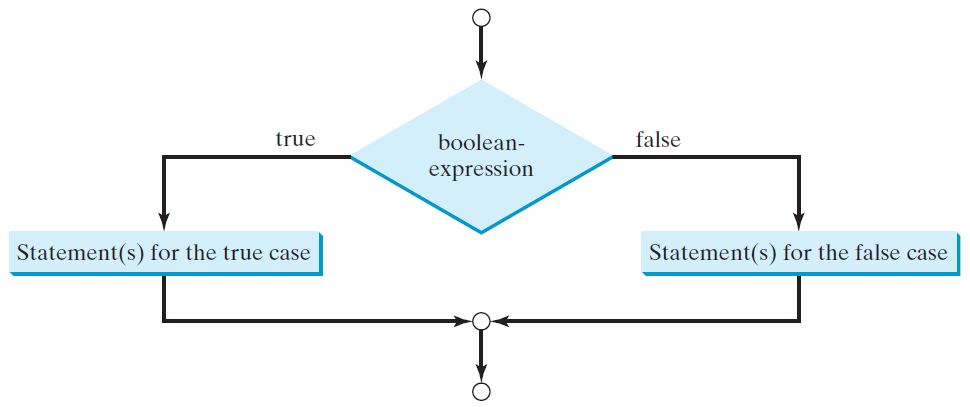 true
boolean-
expression
false
Statement(s) for the true case
Statement(s) for the false case